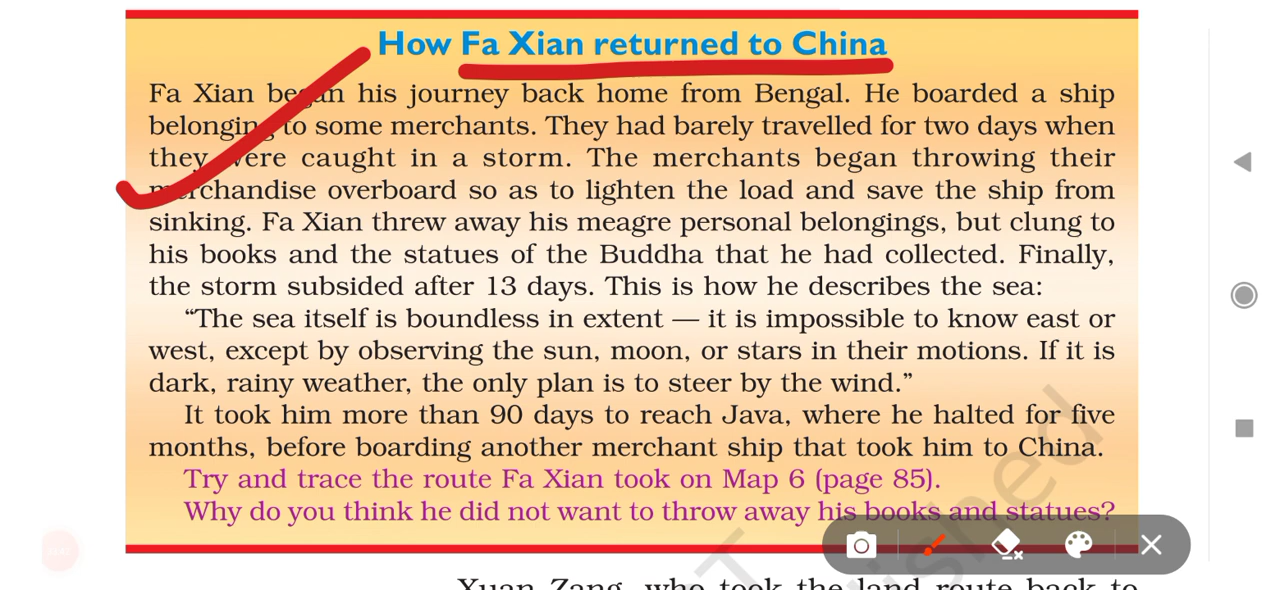 How Fa Xian returned to China
Fa Xian began his journey back home from Bengal. He boarded a ship
belonging to some merchants. They had barely travelled for two days when
they were caught in a storm. The merchants began throwing their
merchandise overboard so as to lighten the load and save the ship from
sinking. Fa Xian threw away his meagre personal belongings, but clung to
his books and the statues of the Buddha that he had collected. Finally,
the storm subsided after 13 days. This is how he describes the sea:
“The sea itself is boundless in extent — it is impossible to know east or
west, except by observing the sun, moon, or stars in their motions. If it is
dark, rainy weather, the only plan is to steer by the wind.”
It took him more than 90 days to reach Java, where he halted for five
months, before boarding another merchant ship that took him to China.
Try and trace the route Fa Xian took on Map 6 (page 85).
Why do you think he did not want to throw away his books and statues?
Xuan Zang, who took the land route back to